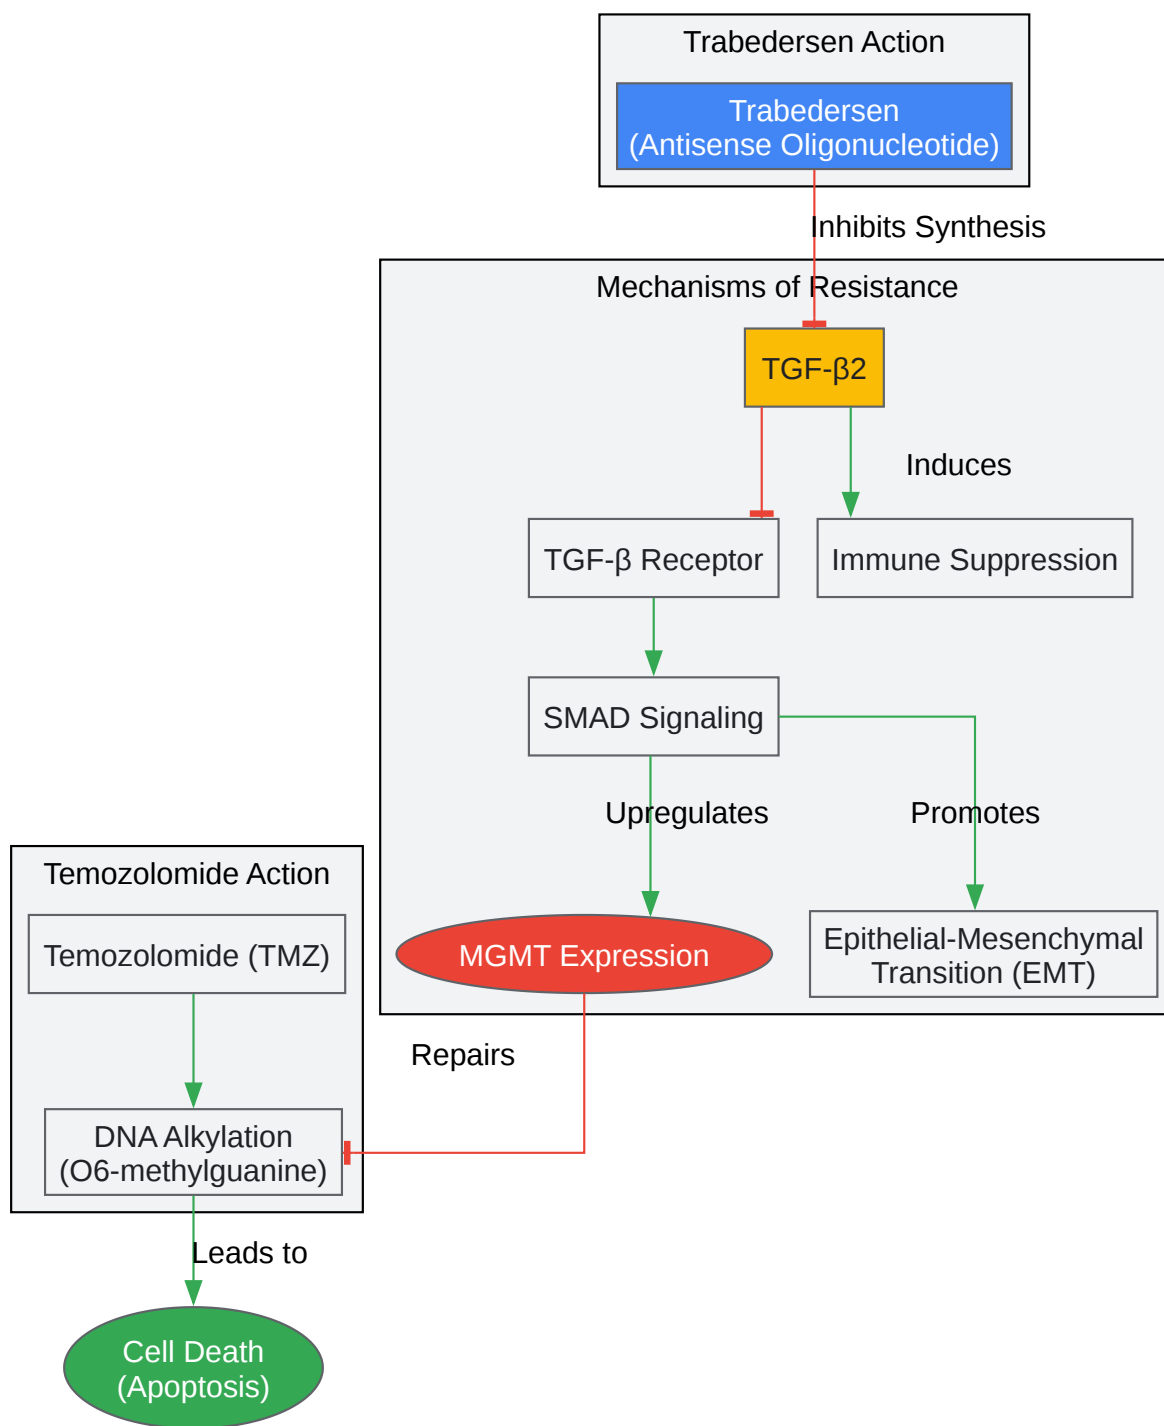 Trabedersen Action
Trabedersen
(Antisense Oligonucleotide)
Inhibits Synthesis
Mechanisms of Resistance
TGF-β2
Induces
TGF-β Receptor
Immune Suppression
SMAD Signaling
Upregulates
Promotes
Temozolomide Action
Temozolomide (TMZ)
MGMT Expression
Epithelial-Mesenchymal
Transition (EMT)
Repairs
DNA Alkylation
(O6-methylguanine)
Leads to
Cell Death
(Apoptosis)